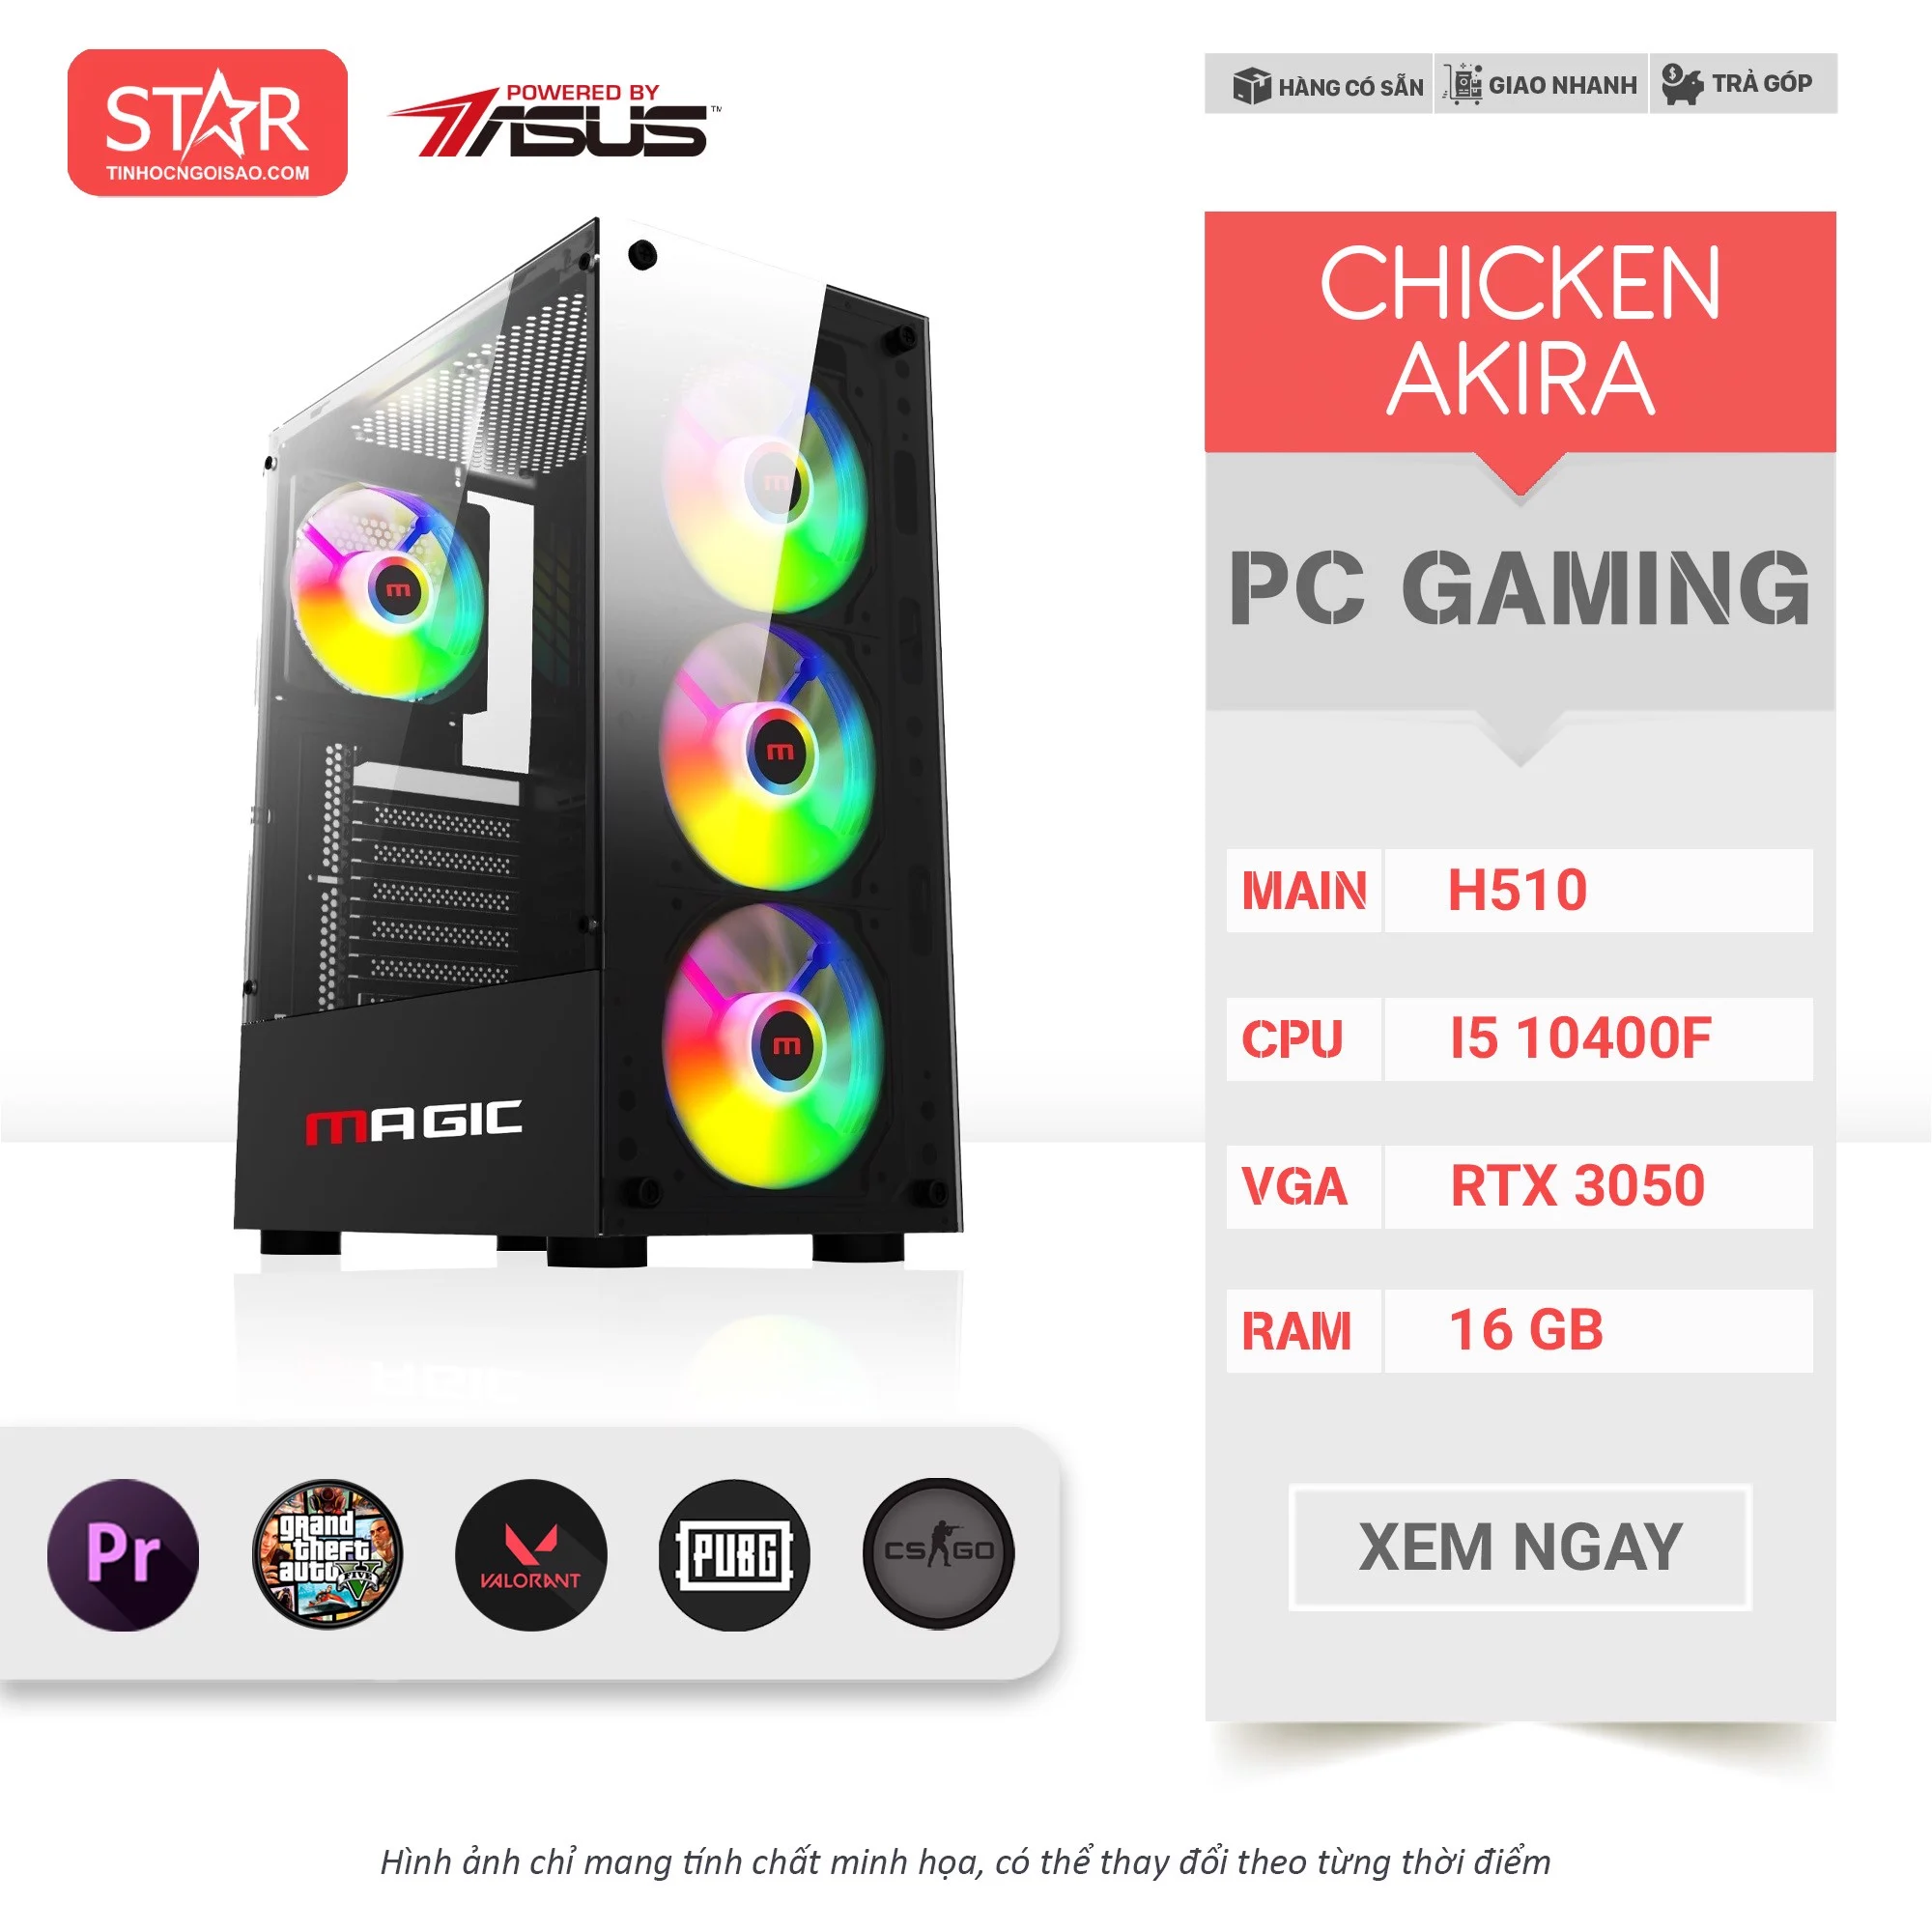 STAR
TINHOCNGOISAO.COM
POWERED BY
ASUS™
HÀNG CÓ SẴN
GIAO NHANH
TRẢ GÓP
CHICKEN
AKIRA
PC GAMING
m
m
m
m
MAGIC
MAIN H510
CPU I5 10400F
VGA RTX 3050
RAM 16 GB
XEM NGAY
Pr
grand
theft
auto
V
FIVE
VALORANT
PUBG
CS GO
Hình ảnh chỉ mang tính chất minh họa, có thể thay đổi theo từng thời điểm